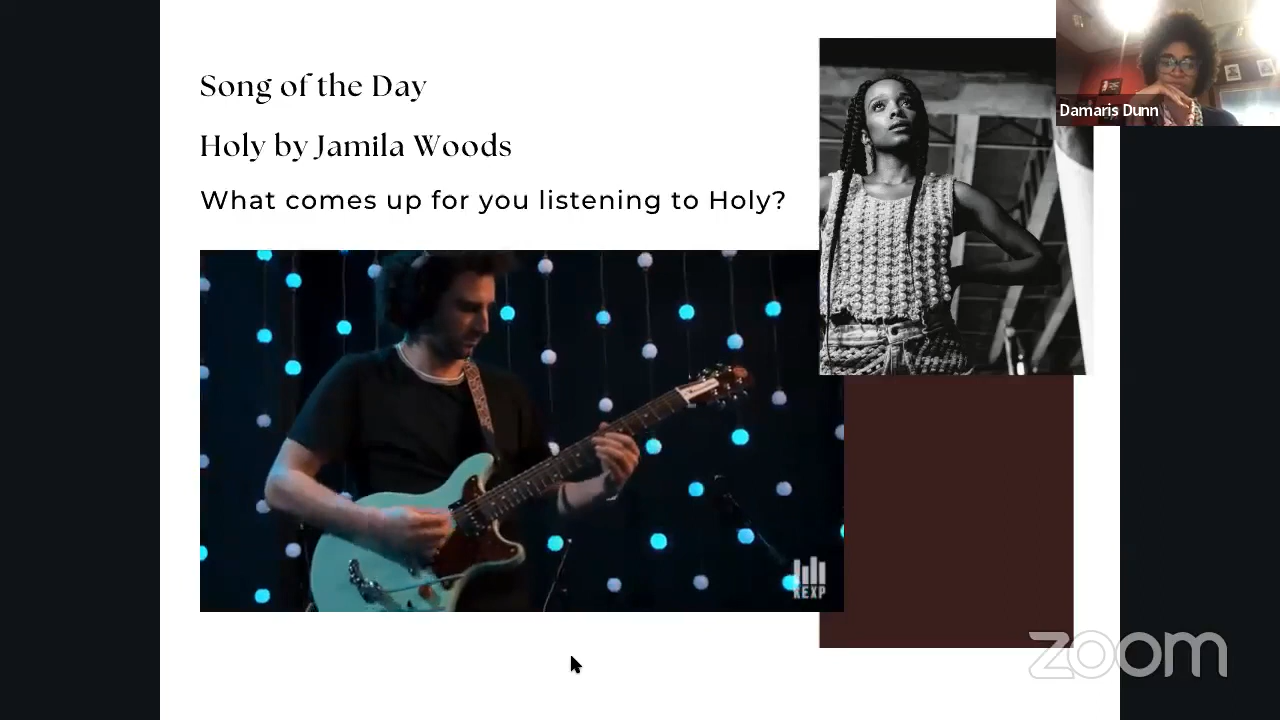 Song of the Day
Holy by Jamila Woods
What comes up for you listening to Holy?
Damaris Dunn
KEXP
zoom